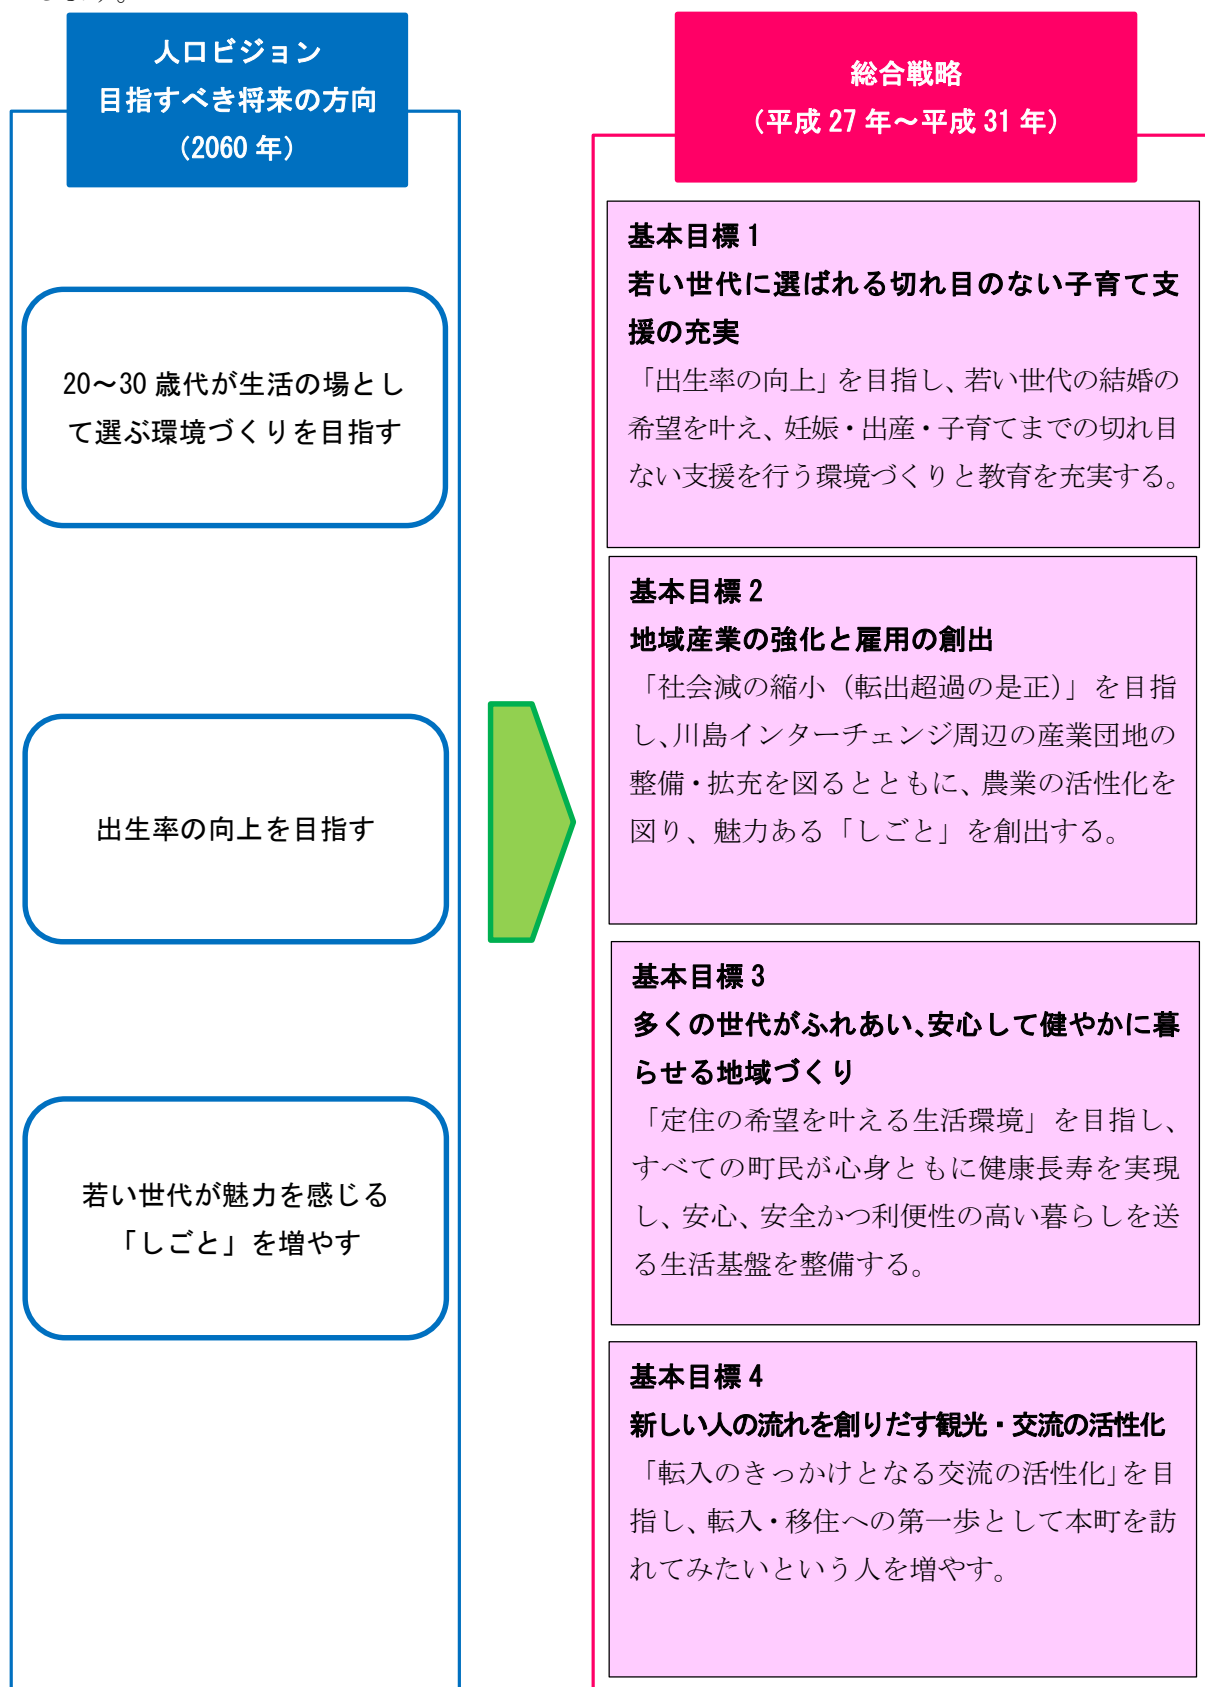 人口ビジョン
目指すべき将来の方向
（2060 年）
20～30 歳代が生活の場とし
て選ぶ環境づくりを目指す
出生率の向上を目指す
若い世代が魅力を感じる
「しごと」を増やす
総合戦略
（平成 27 年～平成 31 年）
基本目標 1
若い世代に選ばれる切れ目のない子育て支
援の充実
「出生率の向上」を目指し、若い世代の結婚の
希望を叶え、妊娠・出産・子育てまでの切れ目
ない支援を行う環境づくりと教育を充実する。
基本目標 2
地域産業の強化と雇用の創出
「社会減の縮小（転出超過の是正）」を目指
し、川島インターチェンジ周辺の産業団地の
整備・拡充を図るとともに、農業の活性化を
図り、魅力ある「しごと」を創出する。
基本目標 3
多くの世代がふれあい、安心して健やかに暮
らせる地域づくり
「定住の希望を叶える生活環境」を目指し、
すべての町民が心身ともに健康長寿を実現
し、安心、安全かつ利便性の高い暮らしを送
る生活基盤を整備する。
基本目標 4
新しい人の流れを創りだす観光・交流の活性化
「転入のきっかけとなる交流の活性化」を目
指し、転入・移住への第一歩として本町を訪
れてみたいという人を増やす。